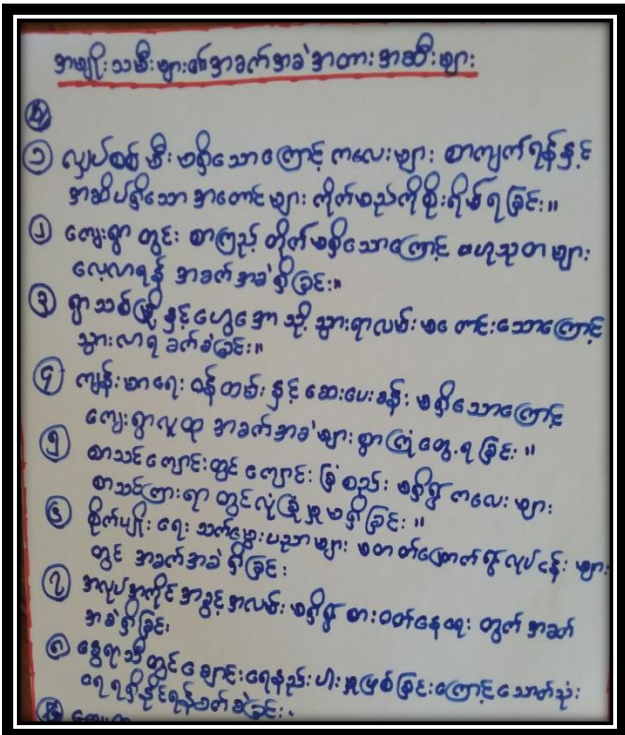 အမျိုးသမီးများ၏အခက်အခဲအတားအဆီးများ
၁ လျှပ်စစ် မီး မရှိသောကြောင့် ကလေးများ စာကျက်ရန်နှင့်
အဆိပ်ရှိသော အကောင်များ ကိုက်မည်ကိုစိုးရိမ်ရခြင်း။
၂ ကျေးရွာ တွင်း စာကြည့် တိုက်မရှိသောကြောင့် ဗဟုသုတ များ
လေ့လာရန် အခက် အခဲရှိခြင်း။
၃ ရွာသစ်မြို့ နှင့် သို့ သွားရာလမ်းမကောင်းသောကြောင့်
သွားလာရ ခက်ခဲခြင်း။
၄ ကျန်းမာရေး ဝန်ထမ်း နှင့် ဆေးပေးခန်း မရှိသောကြောင့်
ကျေးရွာလူထု အခက်အခဲများစွာကြုံတွေ့ရခြင်း။
၅ စာသင်ကျောင်းတွင် ကျောင်း ခြံစည်း မရှိ၍ ကလေး များ
စာသင်ကြားရာ တွင်လုံခြုံမှုမရှိခြင်း။
၆ စိုက်ပျိုးရေး သက်မွေးပညာများ မတတ်မြောက်၍ လုပ်ငန်း များ
တွင် အခက်အခဲ ရှိခြင်း
၇ အလုပ်အကိုင်အခွင့်အလမ်း မရှိ၍ စားဝတ်နေရေး တွက် အခက်
အခဲရှိခြင်း
၈ နွေရာသီတွင်ချောင်းရေနည်းပါးမှုဖြစ်ခြင်းကြောင့်သောက်သုံး
ရေရရှိနိုင်ရန်ခက်ခဲခြင်း